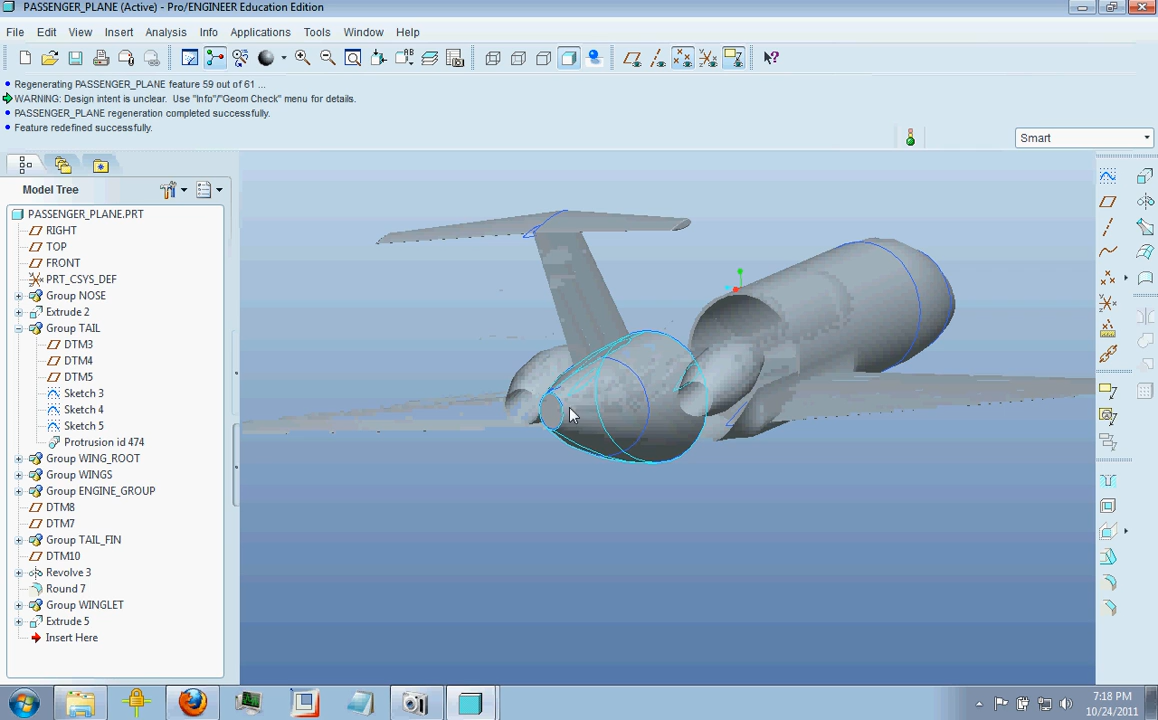 PASSENGER_PLANE (Active) - Pro/ENGINEER Education Edition
File Edit View Insert Analysis Info Applications Tools Window Help
Regenerating PASSENGER_PLANE feature 59 out of 61 ...
WARNING: Design intent is unclear. Use "Info"/"Geom Check" menu for details.
PASSENGER_PLANE regeneration completed successfully.
Feature redefined successfully.
Smart
Model Tree
PASSENGER_PLANE.PRT
RIGHT
TOP
FRONT
PRT_CSYS_DEF
Group NOSE
Extrude 2
Group TAIL
DTM3
DTM4
DTM5
Sketch 3
Sketch 4
Sketch 5
Protrusion id 474
Group WING_ROOT
Group WINGS
Group ENGINE_GROUP
DTM8
DTM7
Group TAIL_FIN
DTM10
Revolve 3
Round 7
Group WINGLET
Extrude 5
Insert Here
7:18 PM
10/24/2011